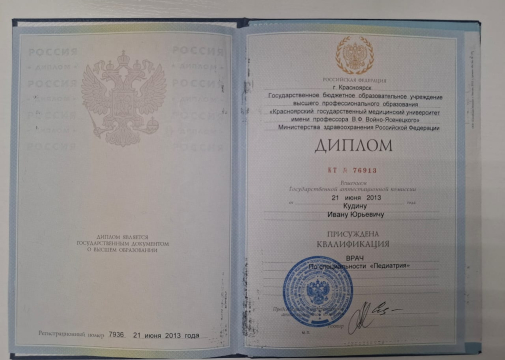 РОССИЯ
ДИПЛОМ ЯВЛЯЕТСЯ
ГОСУДАРСТВЕННЫМ ДОКУМЕНТОМ
О ВЫСШЕМ ОБРАЗОВАНИИ
Регистрационный номер 7936 21 июня 2013 года
РОССИЙСКАЯ ФЕДЕРАЦИЯ
г. Красноярск
Государственное бюджетное образовательное учреждение
высшего профессионального образования
«Красноярский государственный медицинский университет
имени профессора В.Ф. Войно-Ясенецкого»
Министерства здравоохранения Российской Федерации
ДИПЛОМ
КТ № 76913
Решением
Государственной аттестационной комиссии
от 21 июня 2013 года
Кудину
Ивану Юрьевичу
ПРИСУЖДЕНА
КВАЛИФИКАЦИЯ
ВРАЧ
По специальности «Педиатрия»